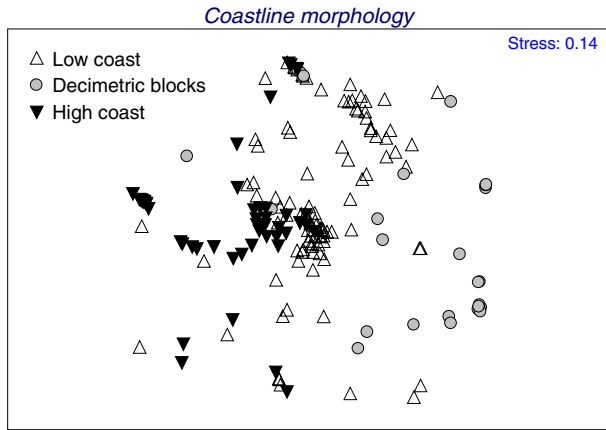 Coastline morphology
Stress: 0.14
Low coast
Decimetric blocks
High coast